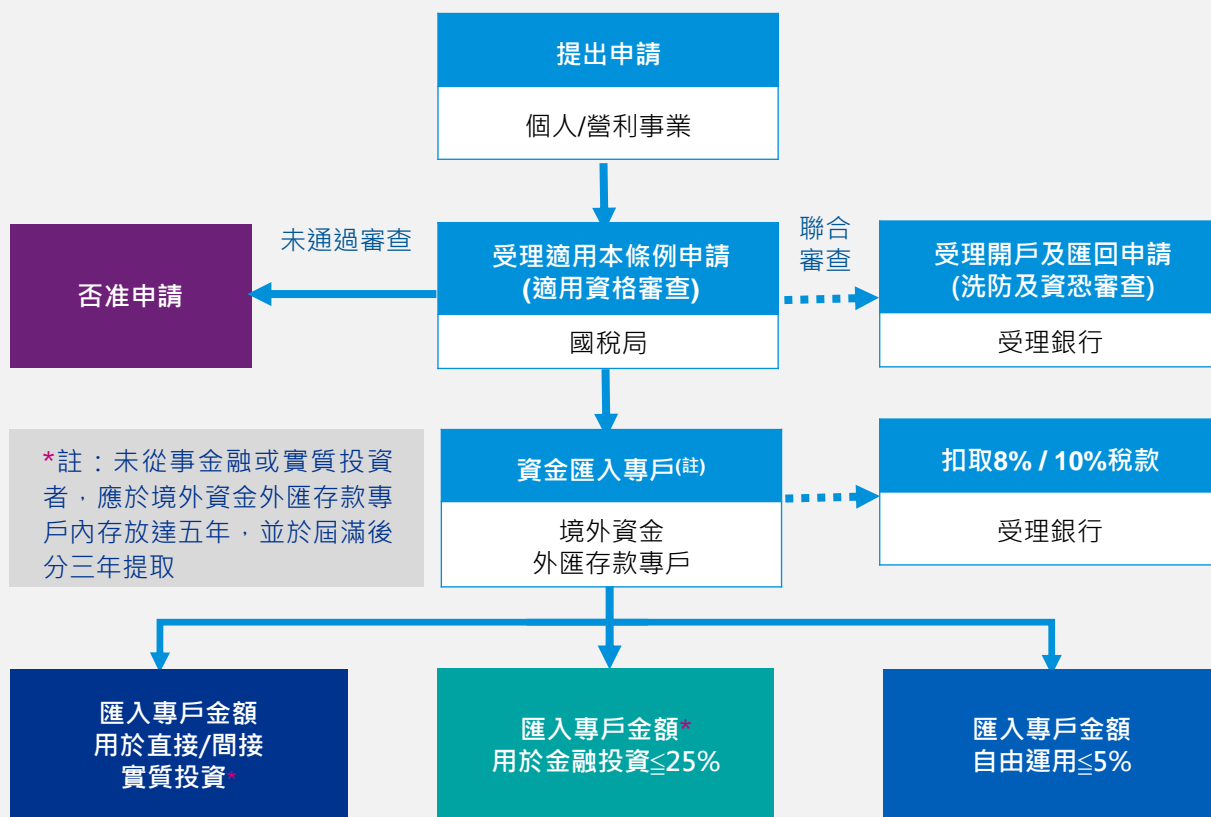 提出申請
個人/營利事業
未通過審查
聯合
審查
否准申請
受理適用本條例申請
(適用資格審查)
國稅局
受理開戶及匯回申請
(洗防及資恐審查)
受理銀行
*註：未從事金融或實質投資
者，應於境外資金外匯存款專
戶內存放達五年，並於屆滿後
分三年提取
資金匯入專戶(註)
境外資金
外匯存款專戶
扣取8% / 10%稅款
受理銀行
匯入專戶金額
用於直接/間接
實質投資*
匯入專戶金額*
用於金融投資≦25%
匯入專戶金額
自由運用≦5%